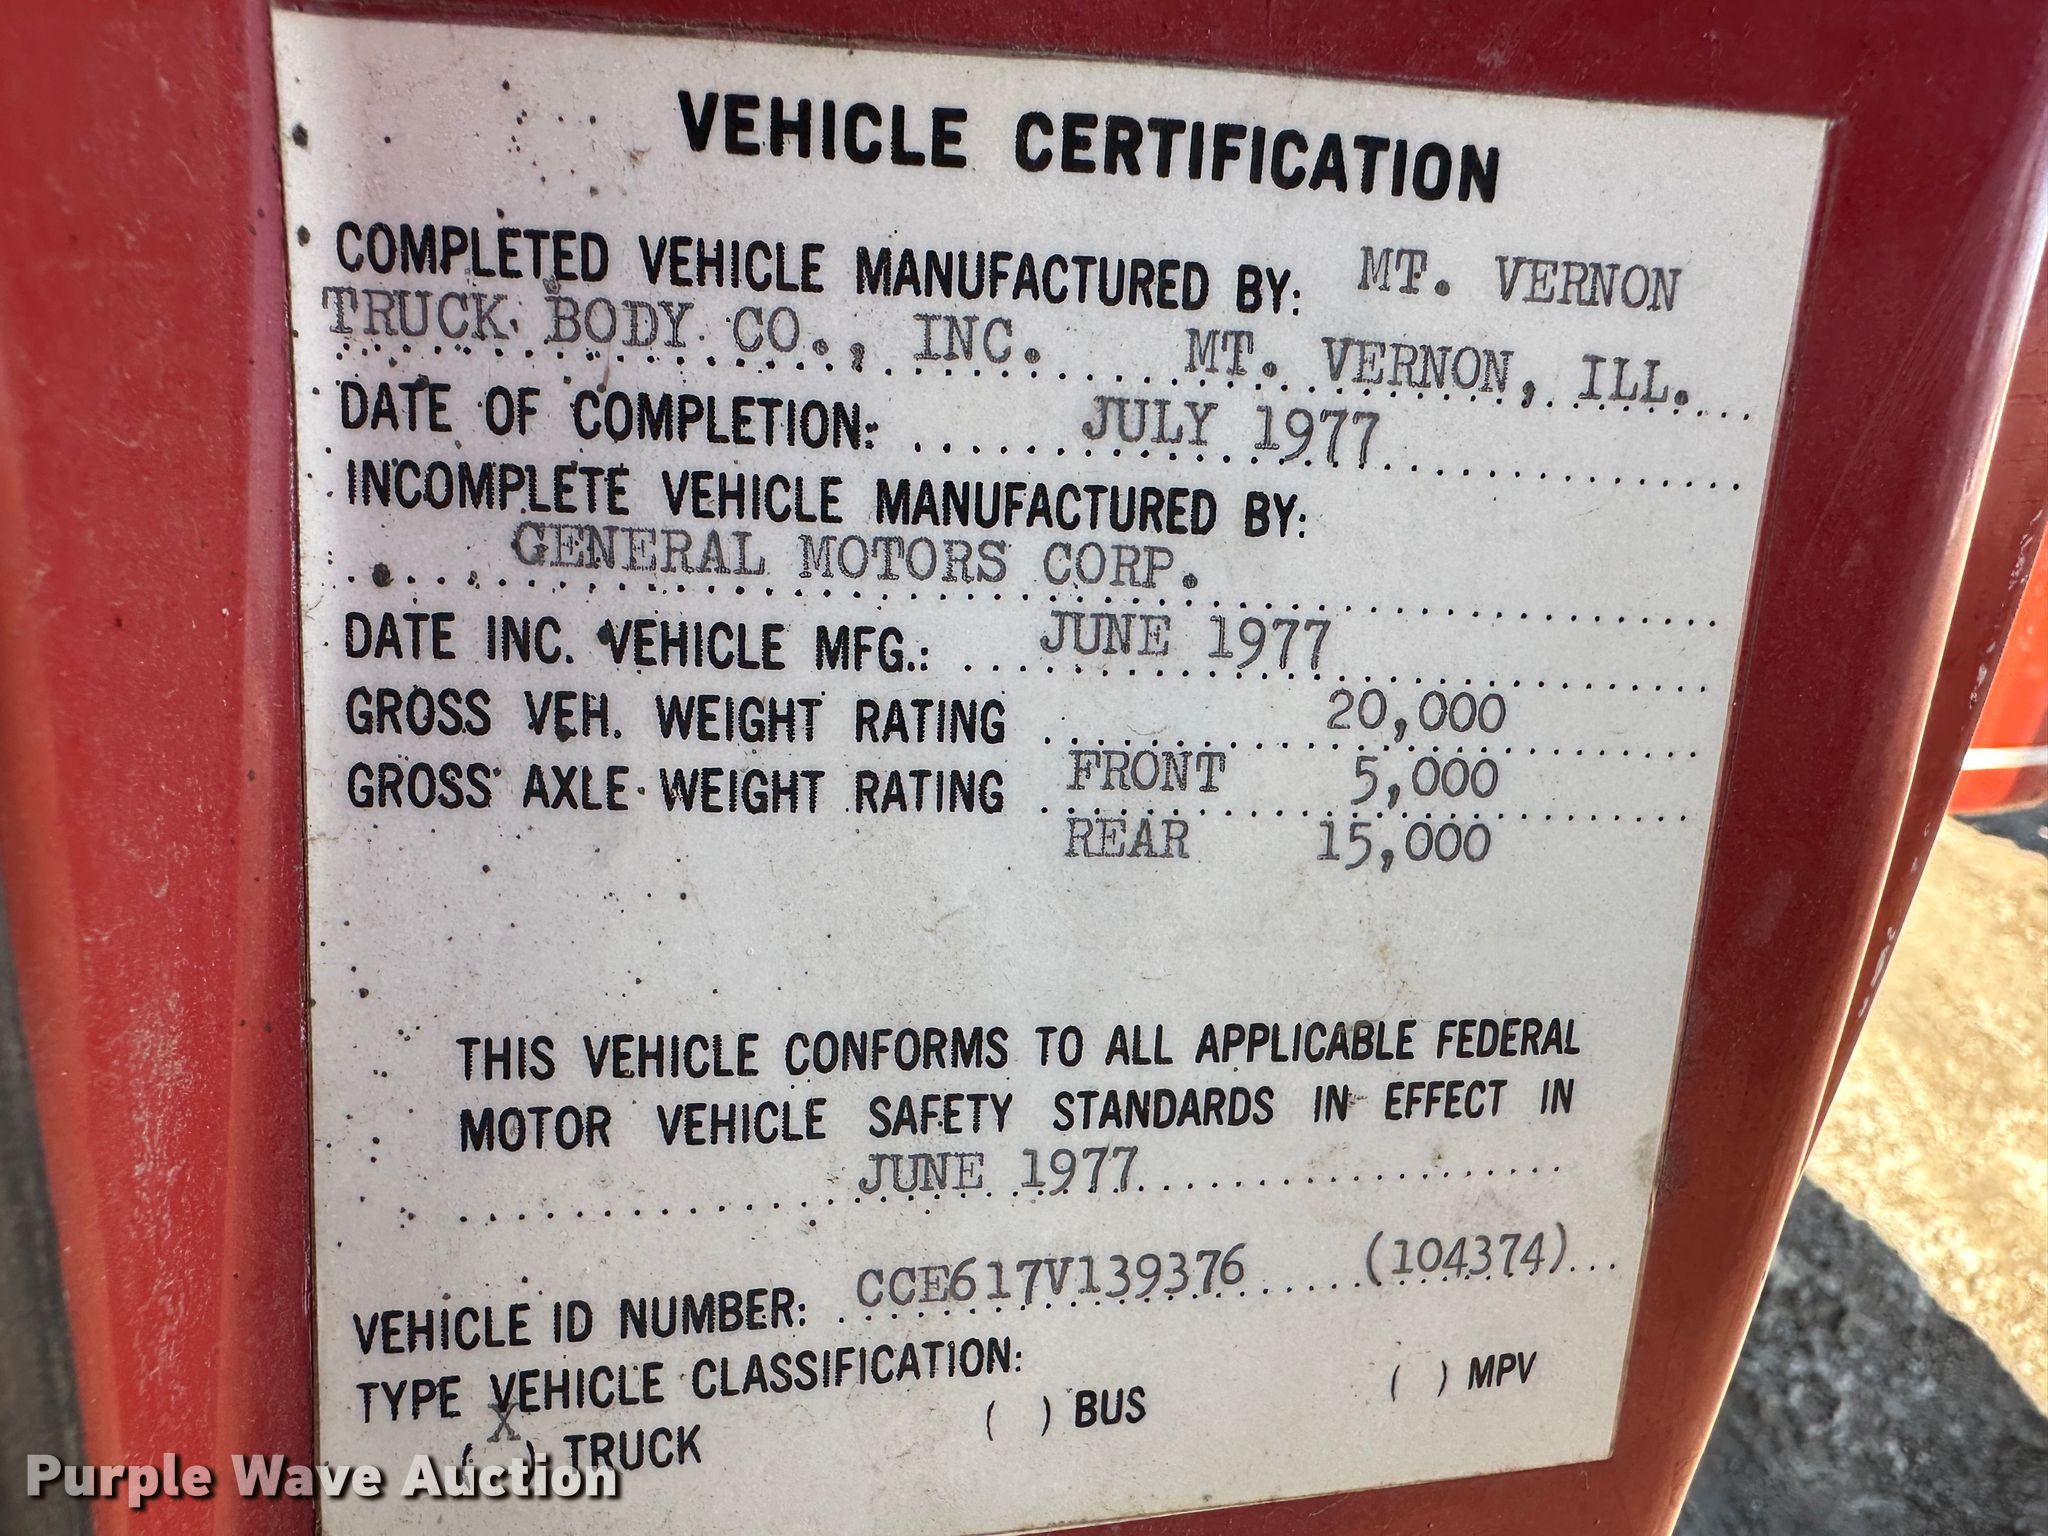 VEHICLE CERTIFICATION
COMPLETED VEHICLE MANUFACTURED BY: MT. VERNON
TRUCK BODY CO., INC. MT. VERNON, ILL.
DATE OF COMPLETION: JULY 1977
INCOMPLETE VEHICLE MANUFACTURED BY:
GENERAL MOTORS CORP.
DATE INC. VEHICLE MFG.: JUNE 1977
GROSS VEH. WEIGHT RATING 20,000
GROSS AXLE WEIGHT RATING FRONT 5,000
REAR 15,000
THIS VEHICLE CONFORMS TO ALL APPLICABLE FEDERAL
MOTOR VEHICLE SAFETY STANDARDS IN EFFECT IN
JUNE 1977
VEHICLE ID NUMBER: CCE617V139376 (104374)
TYPE VEHICLE CLASSIFICATION:
(X) TRUCK ( ) BUS ( ) MPV
Purple Wave Auction